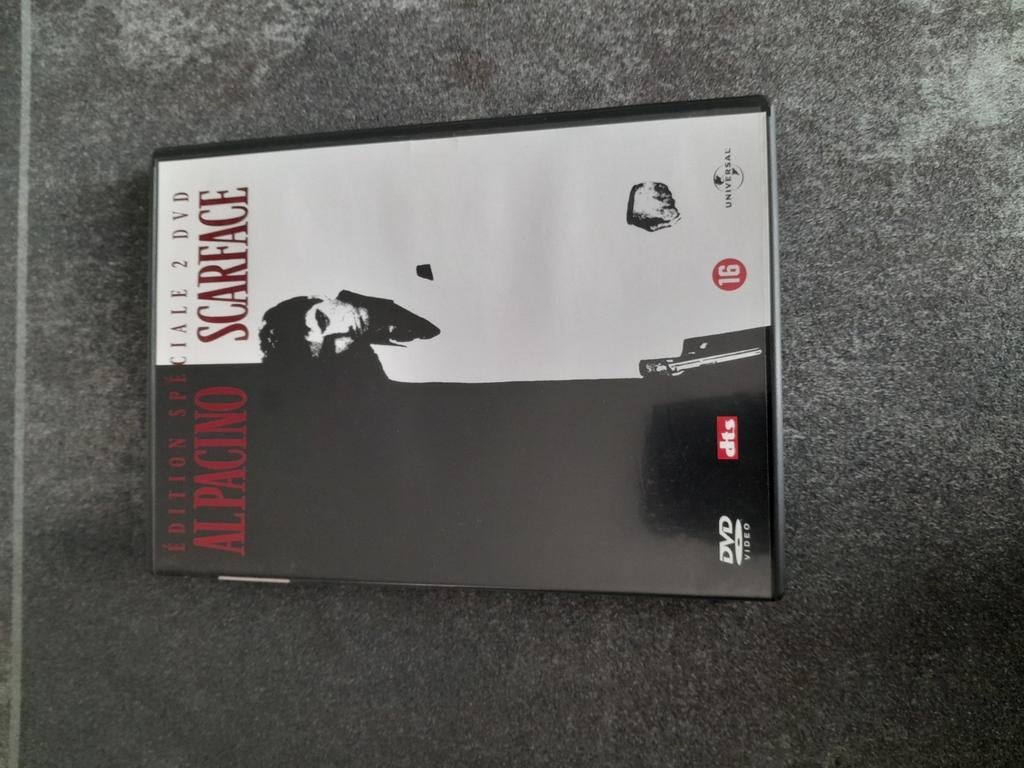 ÉDITION SPÉCIALE 2 DVD
AL PACINO SCARFACE
DVD
VIDEO
dts
16
UNIVERSAL